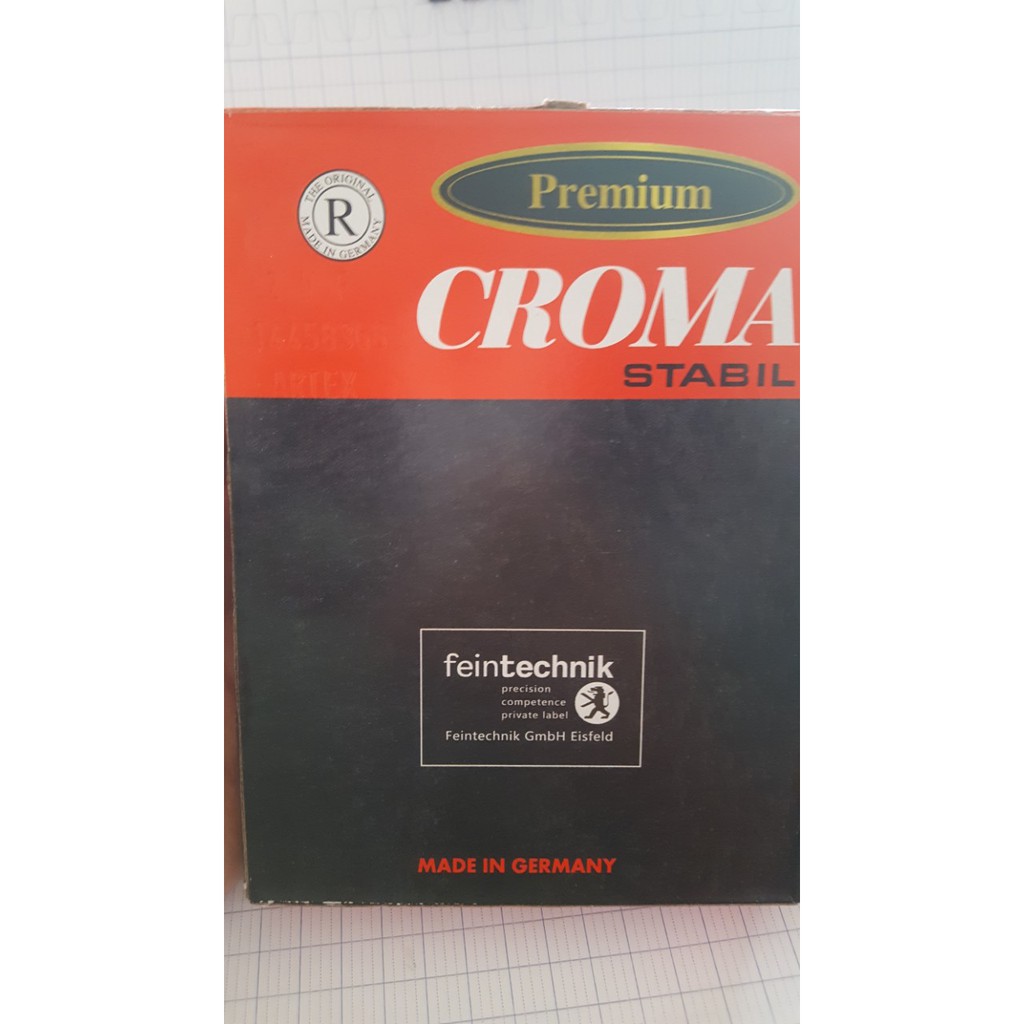 Premium
THE ORIGINAL
R
MADE IN GERMANY
CROMA
STABIL
feintechnik
precision
competence
private label
Feintechnik GmbH Eisfeld
MADE IN GERMANY